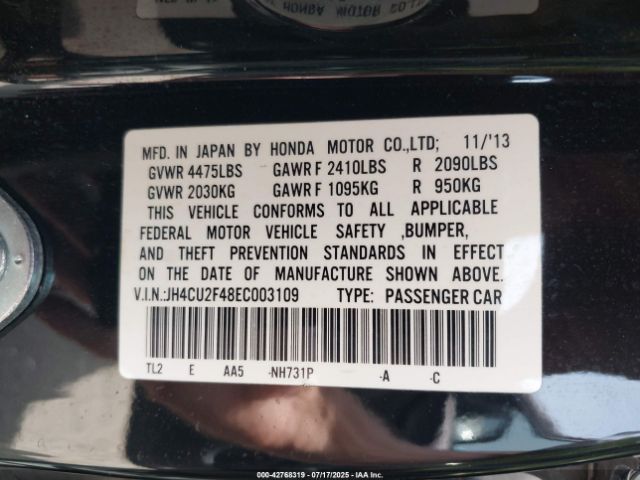 MFD. IN JAPAN BY HONDA MOTOR CO.,LTD; 11/'13
GVWR 4475LBS GAWR F 2410LBS R 2090LBS
GVWR 2030KG GAWR F 1095KG R 950KG
THIS VEHICLE CONFORMS TO ALL APPLICABLE
FEDERAL MOTOR VEHICLE SAFETY ,BUMPER,
AND THEFT PREVENTION STANDARDS IN EFFECT
ON THE DATE OF MANUFACTURE SHOWN ABOVE.
V.I.N.:JH4CU2F48EC003109 TYPE: PASSENGER CAR
TL2 E AA5 -NH731P -A -C
000-42768319 - 07/17/2025 - IAAI.CA